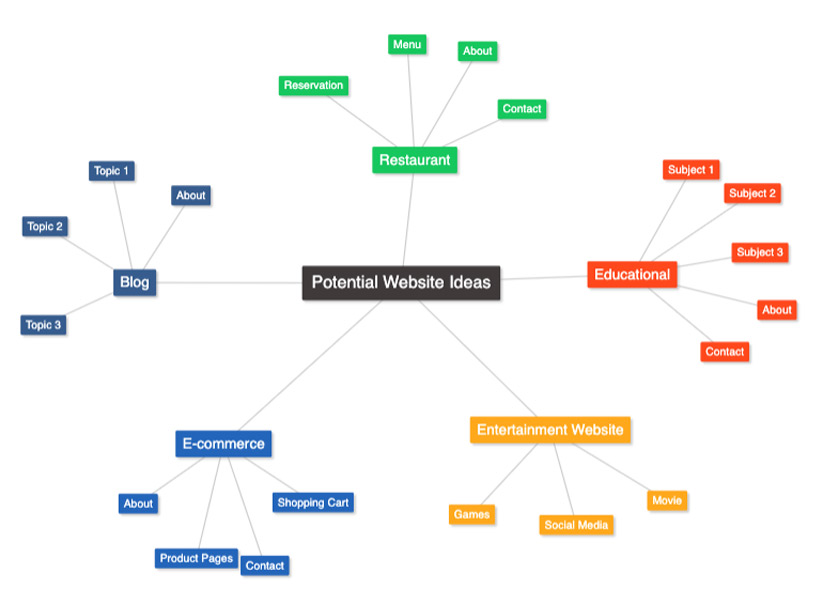 Menu
About
Reservation
Contact
Restaurant
Topic 1
About
Topic 2
Blog
Topic 3
Potential Website Ideas
Subject 1
Subject 2
Subject 3
Educational
About
Contact
E-commerce
About
Shopping Cart
Product Pages
Contact
Entertainment Website
Games
Social Media
Movie